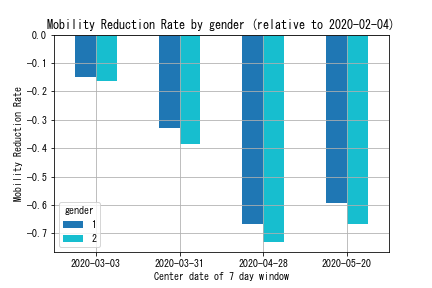 Mobility Reduction Rate by gender (relative to 2020-02-04)
0.0
-0.1
-0.2
-0.3
-0.4
-0.5
-0.6
-0.7
Mobility Reduction Rate
gender
1
2
2020-03-03 2020-03-31 2020-04-28 2020-05-20
Center date of 7 day window